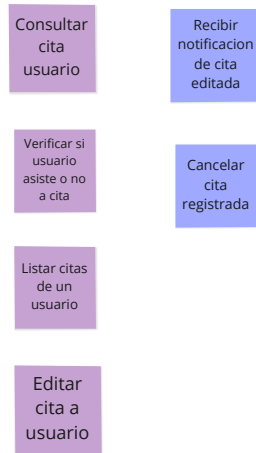 Consultar
cita
usuario
Verificar si
usuario
asiste o no
a cita
Listar citas
de un
usuario
Editar
cita a
usuario
Recibir
notificacion
de cita
editada
Cancelar
cita
registrada